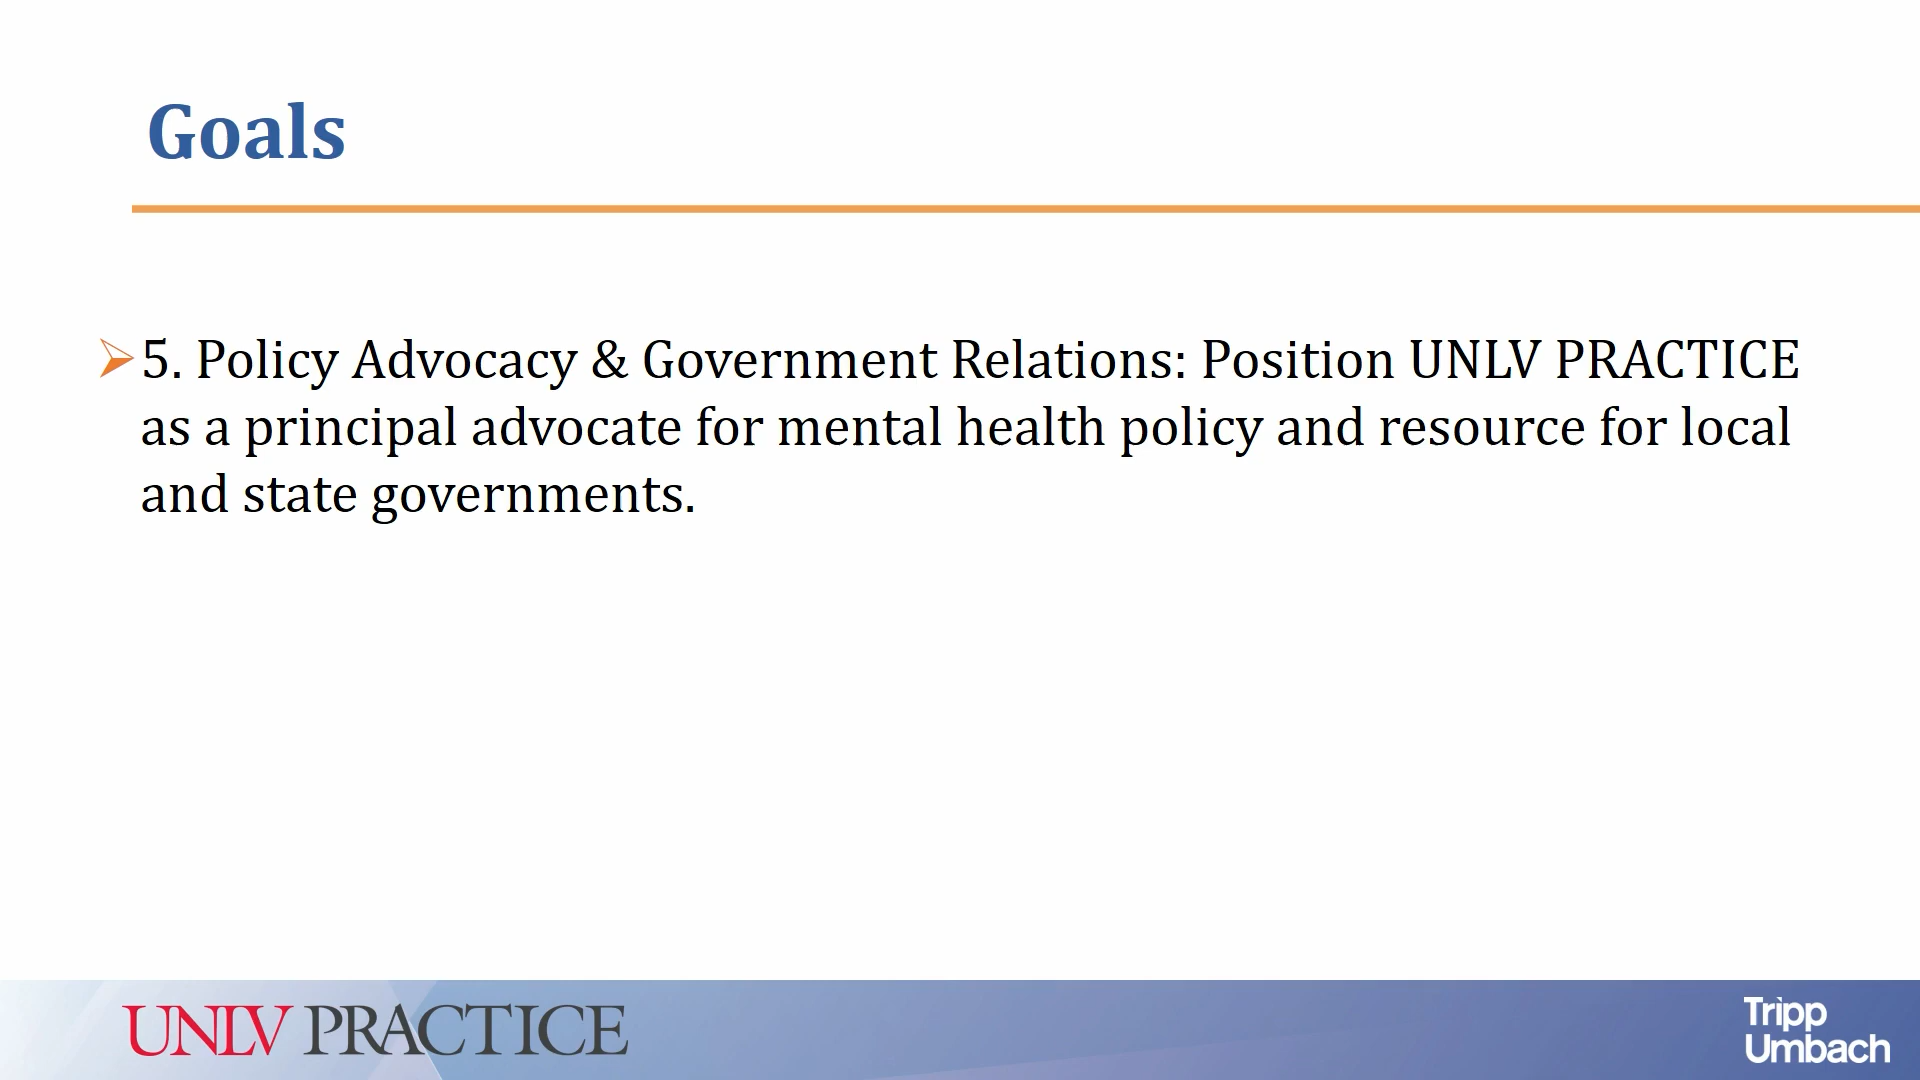 Goals
5. Policy Advocacy & Government Relations: Position UNLV PRACTICE
as a principal advocate for mental health policy and resource for local
and state governments.
UNLV PRACTICE
Tripp
Umbach